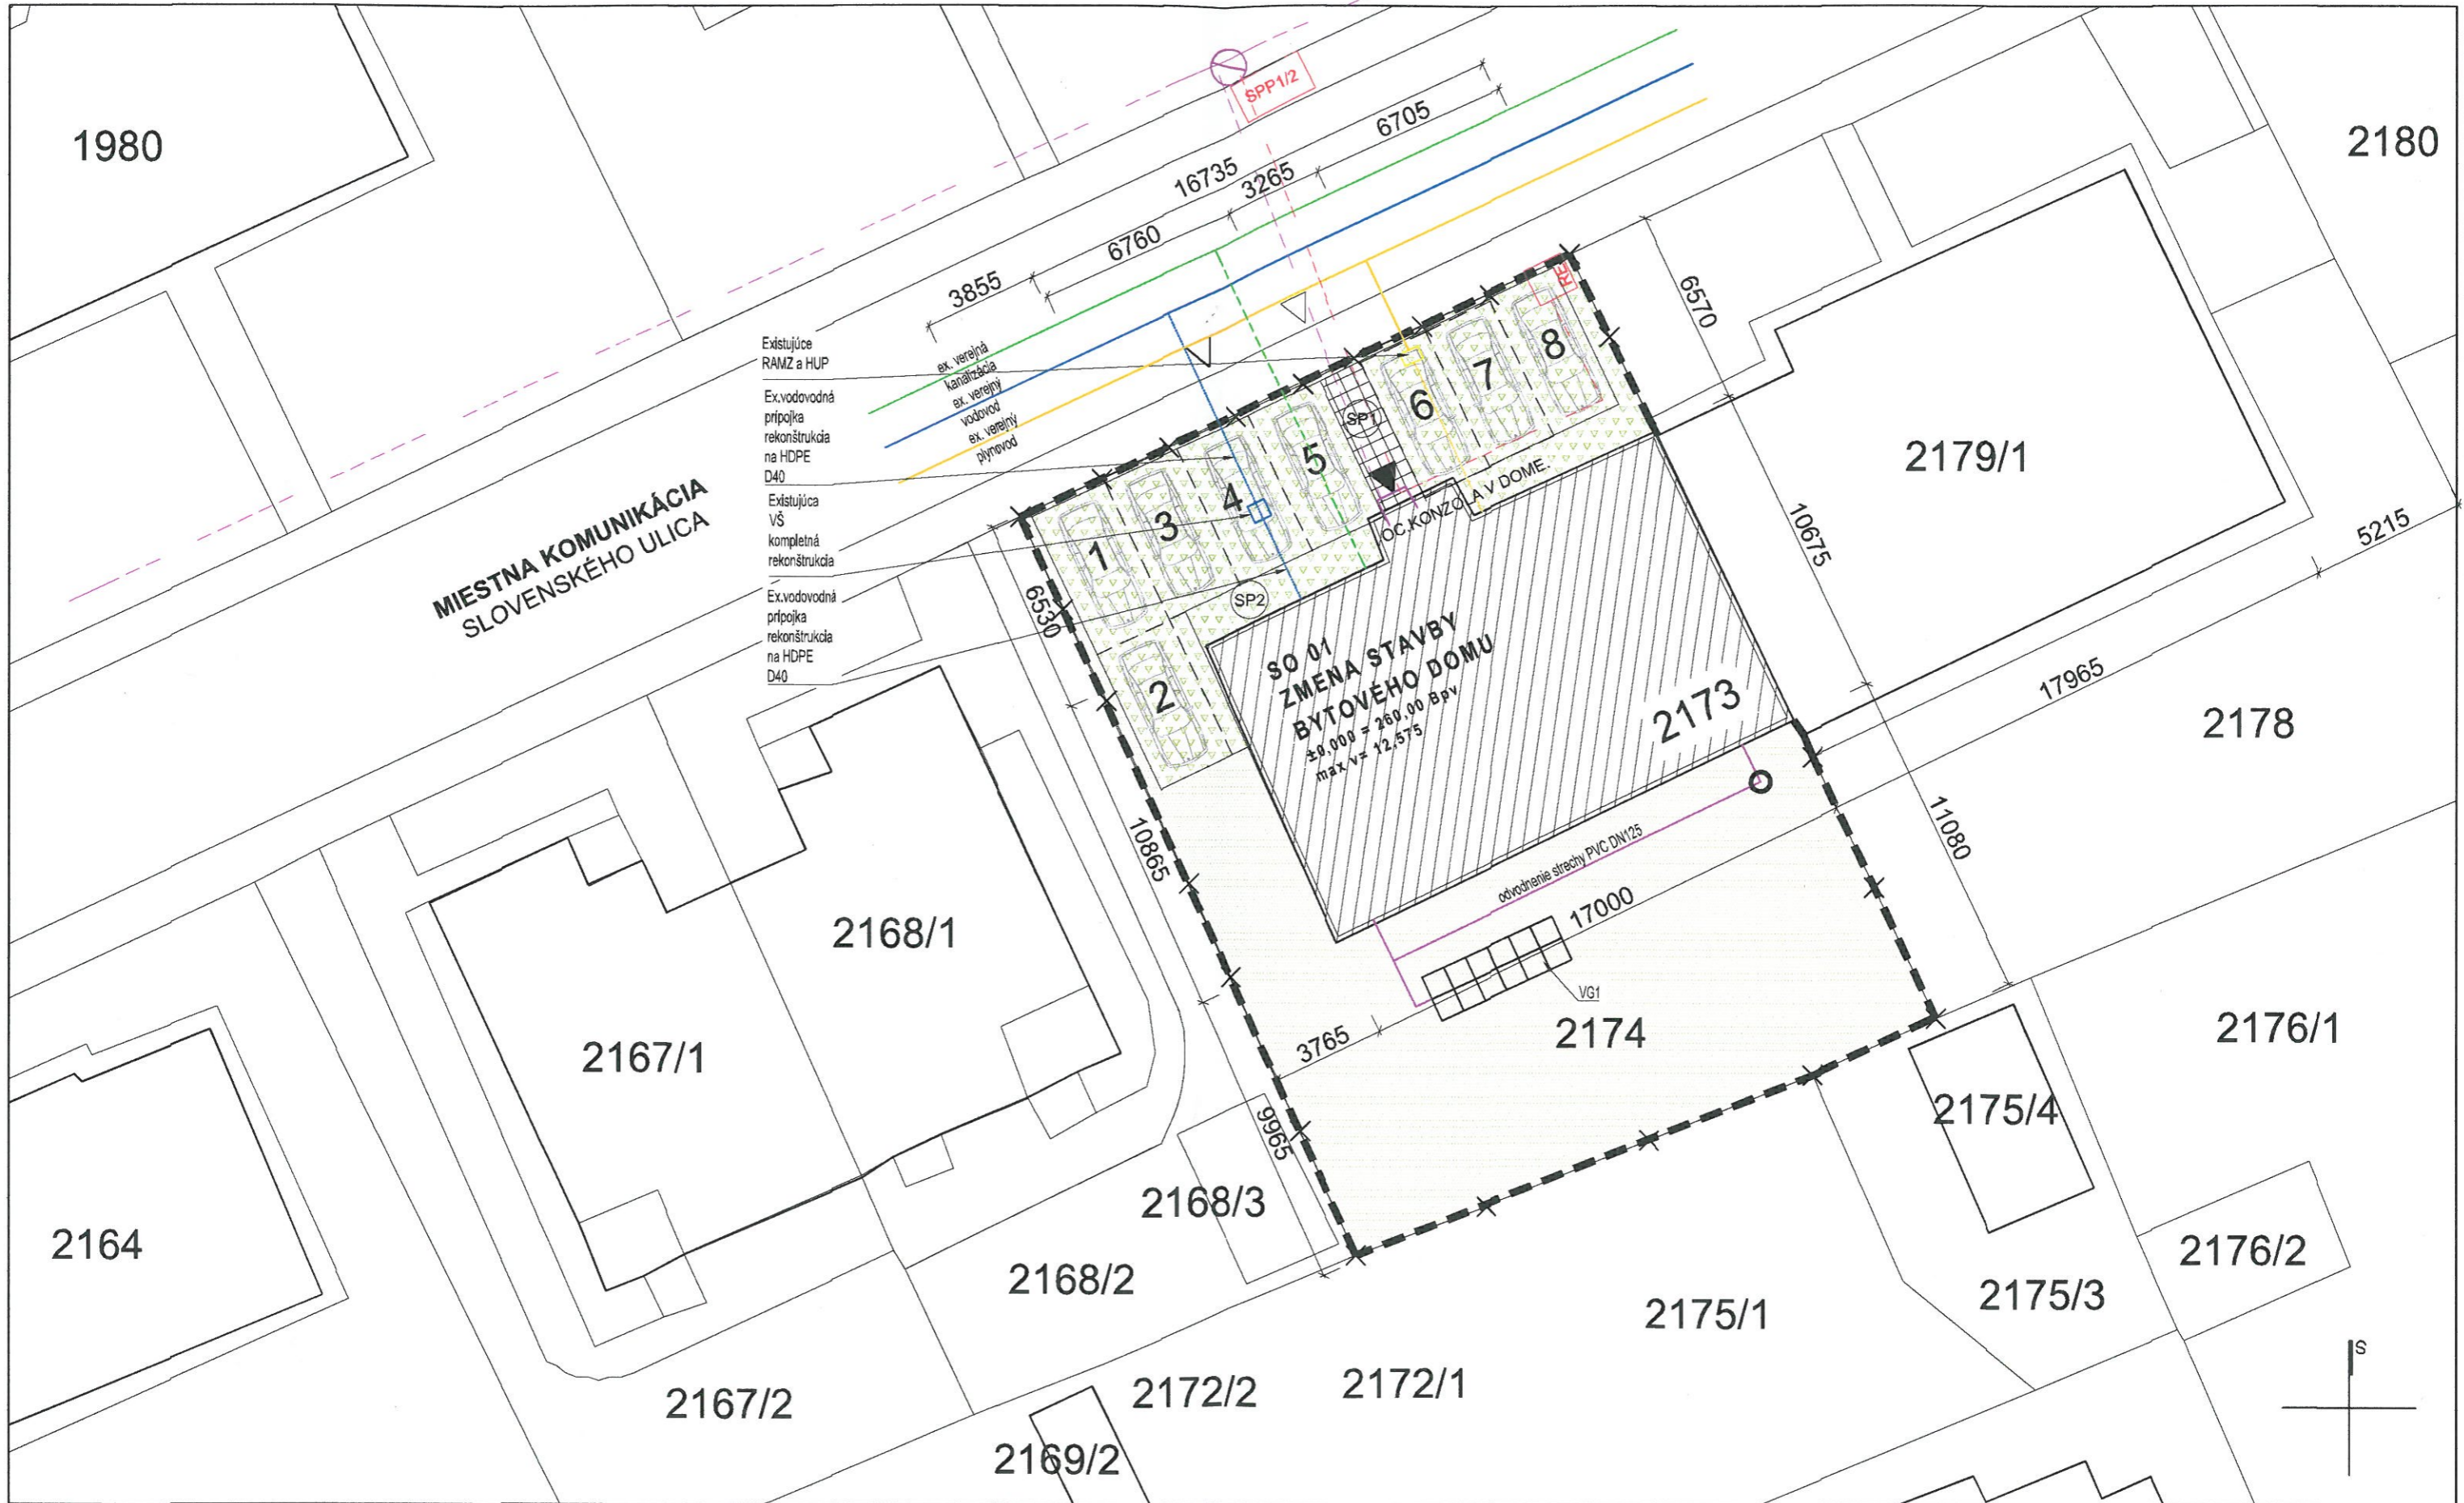 1980
2180
SPP1/2
6705
16735
3265
6760
3855
6570
RE
Existujúce
RAMZ a HUP
Ex.vodovodná
prípojka
rekonštrukcia
na HDPE
D40
Existujúca
VŠ
kompletná
rekonštrukcia
Ex.vodovodná
prípojka
rekonštrukcia
na HDPE
D40
ex. verejná
kanalizácia
ex. verejný
vodovod
ex. verejný
plynovod
MIESTNA KOMUNIKÁCIA
SLOVENSKÉHO ULICA
1
2
3
4
5
6
7
8
SP1
SP2
OC.KONZOLA V DOME.
2179/1
10675
5215
17965
2178
6530
SO 01
ZMENA STAVBY
BYTOVÉHO DOMU
±0,000 = 260,00 Bpv
max v= 12,575
2173
10865
11080
odvodnenie strechy PVC DN125
17000
VG1
2174
3765
9965
2168/1
2167/1
2164
2168/3
2168/2
2167/2
2172/2
2172/1
2169/2
2175/1
2175/4
2175/3
2176/1
2176/2
S